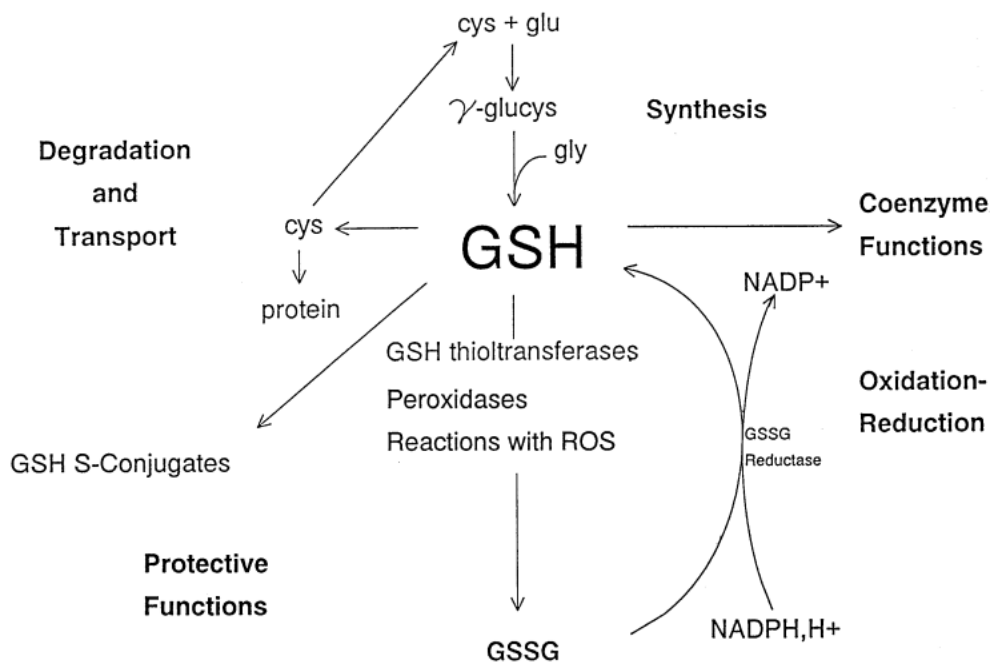 cys + glu
γ-glucys
Synthesis
gly
Degradation
and
Transport
cys
protein
GSH
Coenzyme
Functions
NADP+
GSH thioltransferases
Peroxidases
Reactions with ROS
Oxidation-
Reduction
GSSG
Reductase
GSH S-Conjugates
Protective
Functions
GSSG
NADPH,H+